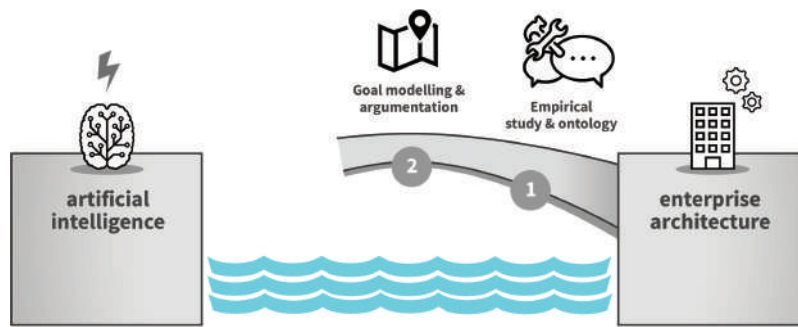 Goal modelling &
argumentation
Empirical
study & ontology
2
1
artificial
intelligence
enterprise
architecture